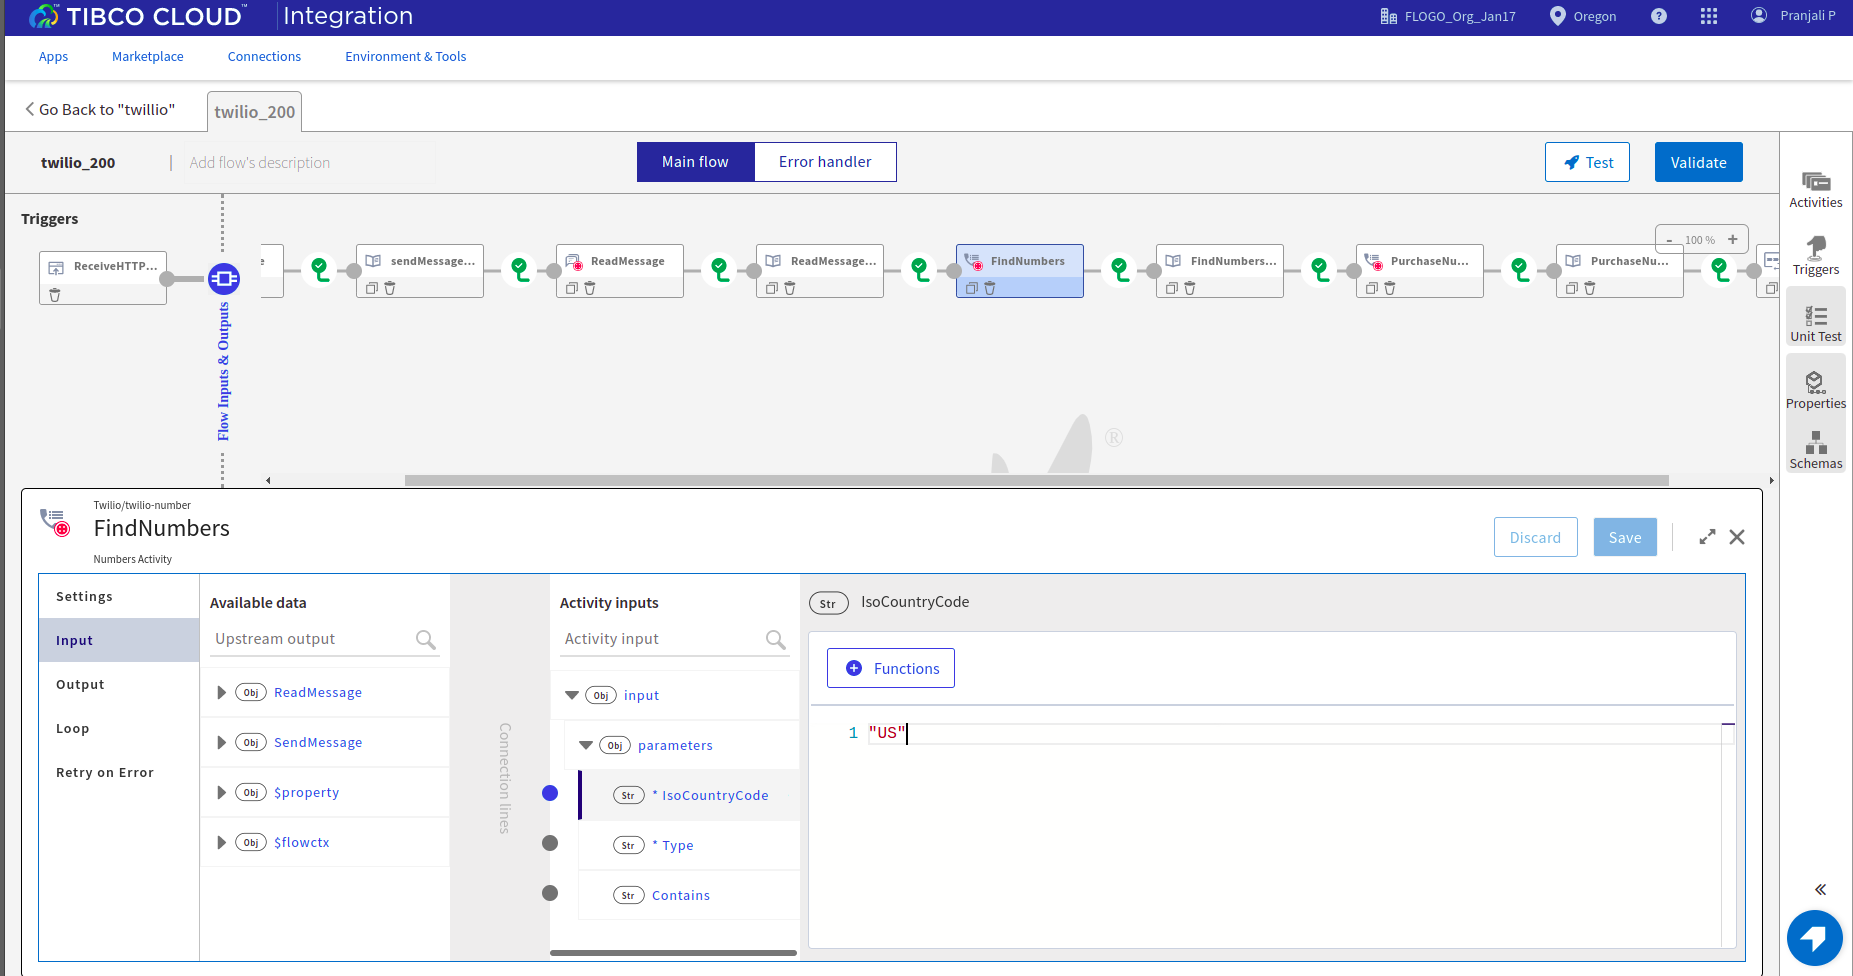 TIBCO CLOUD™ Integration FLOGO_Org_Jan17 Oregon ? Pranjali P
Apps Marketplace Connections Environment & Tools
Go Back to "twillio" twilio_200
twilio_200 Add flow's description Main flow Error handler Test Validate
Activities
Triggers
Unit Test
Properties
Schemas
Triggers
- 100 % +
ReceiveHTTP...
Flow Inputs & Outputs
e sendMessage... ReadMessage ReadMessage... FindNumbers FindNumbers... PurchaseNu... PurchaseNu...
®
Twilio/twilio-number
FindNumbers
Numbers Activity
Discard Save
Settings
Input
Output
Loop
Retry on Error
Available data
Upstream output
Obj ReadMessage
Obj SendMessage
Obj $property
Obj $flowctx
Connection lines
Activity inputs
Activity input
Obj input
Obj parameters
Str * IsoCountryCode
Str * Type
Str Contains
Str IsoCountryCode
Functions
1 "US"